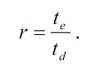 r = t_e / t_d .